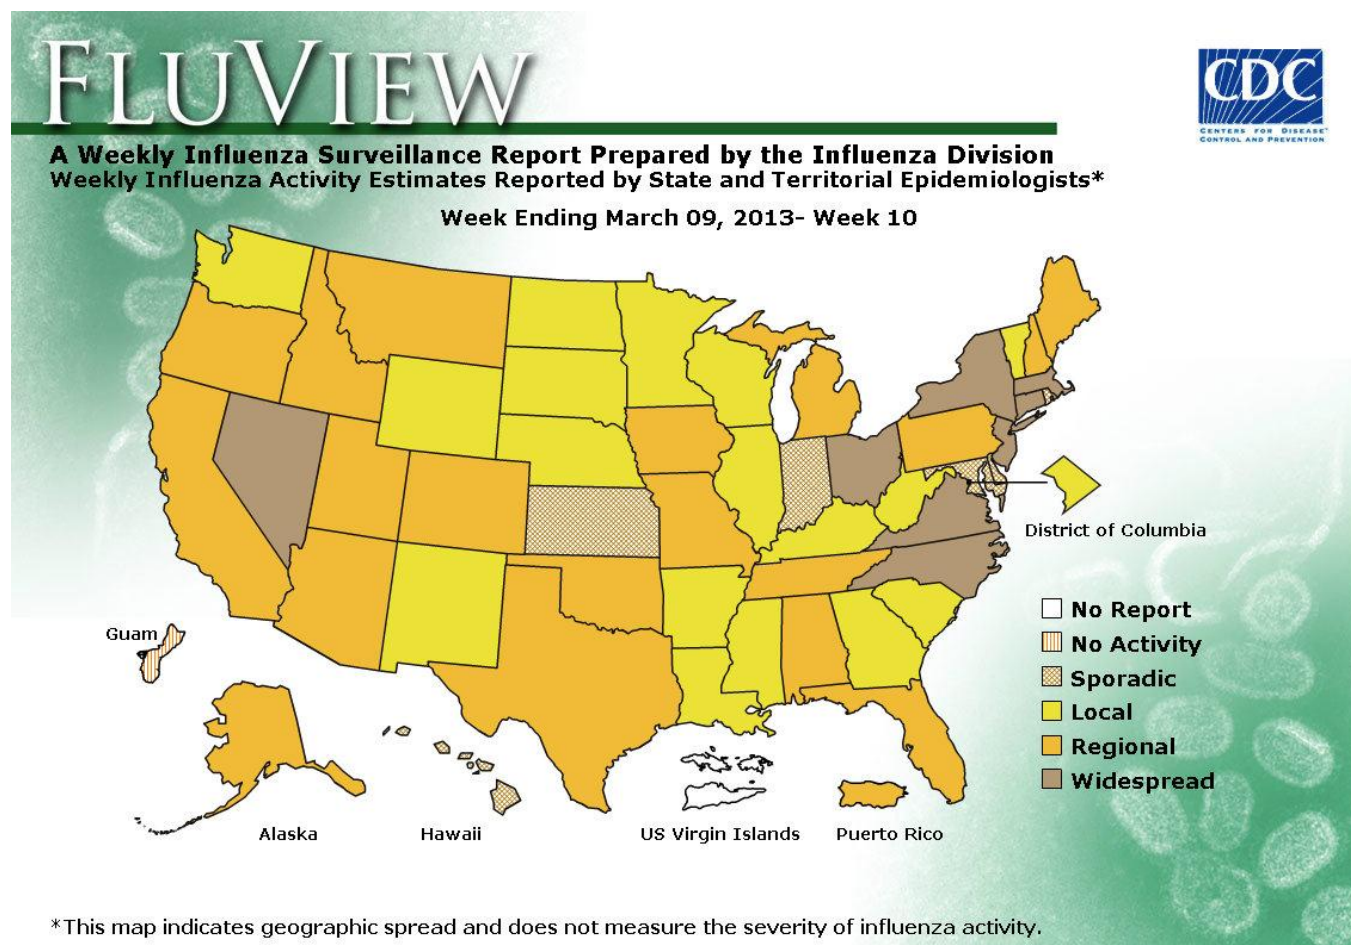 FLUVIEW
CDC
CENTERS FOR DISEASE
CONTROL AND PREVENTION
A Weekly Influenza Surveillance Report Prepared by the Influenza Division
Weekly Influenza Activity Estimates Reported by State and Territorial Epidemiologists*
Week Ending March 09, 2013- Week 10
District of Columbia
No Report
Guam
No Activity
Sporadic
Local
Regional
Widespread
Alaska
Hawaii
US Virgin Islands
Puerto Rico
*This map indicates geographic spread and does not measure the severity of influenza activity.